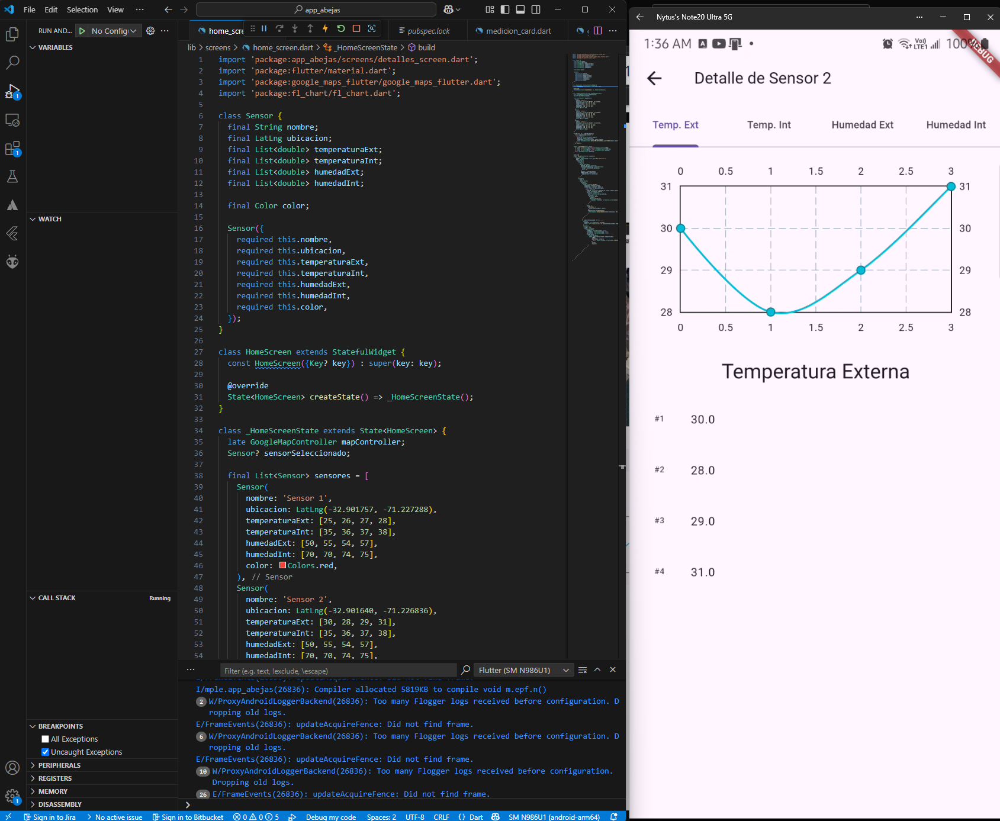 File Edit Selection View ··· app_abejas
RUN AND... No Config
VARIABLES
WATCH
CALL STACK Running
BREAKPOINTS
All Exceptions
Uncaught Exceptions
PERIPHERALS
REGISTERS
MEMORY
DISASSEMBLY
home_scre pubspec.lock medicion_card.dart
lib > screens > home_screen.dart > _HomeScreenState > build
1 import 'package:app_abejas/screens/detalles_screen.dart';
2 import 'package:flutter/material.dart';
3 import 'package:google_maps_flutter/google_maps_flutter.dart';
4 import 'package:fl_chart/fl_chart.dart';
5
6 class Sensor {
7 final String nombre;
8 final LatLng ubicacion;
9 final List<double> temperaturaExt;
10 final List<double> temperaturaInt;
11 final List<double> humedadExt;
12 final List<double> humedadInt;
13
14 final Color color;
15
16 Sensor({
17 required this.nombre,
18 required this.ubicacion,
19 required this.temperaturaExt,
20 required this.temperaturaInt,
21 required this.humedadExt,
22 required this.humedadInt,
23 required this.color,
24 });
25 }
26
27 class HomeScreen extends StatefulWidget {
28 const HomeScreen({Key? key}) : super(key: key);
29
30 @override
31 State<HomeScreen> createState() => _HomeScreenState();
32 }
33
34 class _HomeScreenState extends State<HomeScreen> {
35 late GoogleMapController mapController;
36 Sensor? sensorSeleccionado;
37
38 final List<Sensor> sensores = [
39 Sensor(
40 nombre: 'Sensor 1',
41 ubicacion: LatLng(-32.901757, -71.227288),
42 temperaturaExt: [25, 26, 27, 28],
43 temperaturaInt: [35, 36, 37, 38],
44 humedadExt: [50, 55, 54, 57],
45 humedadInt: [70, 70, 74, 75],
46 color: Colors.red,
47 ), // Sensor
48 Sensor(
49 nombre: 'Sensor 2',
50 ubicacion: LatLng(-32.901640, -71.226836),
51 temperaturaExt: [30, 28, 29, 31],
52 temperaturaInt: [35, 36, 37, 38],
53 humedadExt: [50, 55, 54, 57],
54 humedadInt: [70, 70, 74, 75],
··· Filter (e.g. text, !exclude, \escape) Flutter (SM N986U1)
I/mple.app_abejas(26836): Compiler allocated 5819KB to compile void m.epf.n()
2 W/ProxyAndroidLoggerBackend(26836): Too many Flogger logs received before configuration. D
ropping old logs.
E/FrameEvents(26836): updateAcquireFence: Did not find frame.
6 W/ProxyAndroidLoggerBackend(26836): Too many Flogger logs received before configuration. D
ropping old logs.
E/FrameEvents(26836): updateAcquireFence: Did not find frame.
10 W/ProxyAndroidLoggerBackend(26836): Too many Flogger logs received before configuration.
Dropping old logs.
26 E/FrameEvents(26836): updateAcquireFence: Did not find frame.
Sign in to Jira No active issue Sign in to Bitbucket 0 0 5 Debug my code Spaces: 2 UTF-8 CRLF {} Dart SM N986U1 (android-arm64)
Nytus's Note20 Ultra 5G
1:36 AM Vo)) LTE1 100%
DEBUG
Detalle de Sensor 2
Temp. Ext Temp. Int Humedad Ext Humedad Int
0 0.5 1 1.5 2 2.5 3
31 31
30 30
29 29
28 28
0 0.5 1 1.5 2 2.5 3
Temperatura Externa
#1 30.0
#2 28.0
#3 29.0
#4 31.0